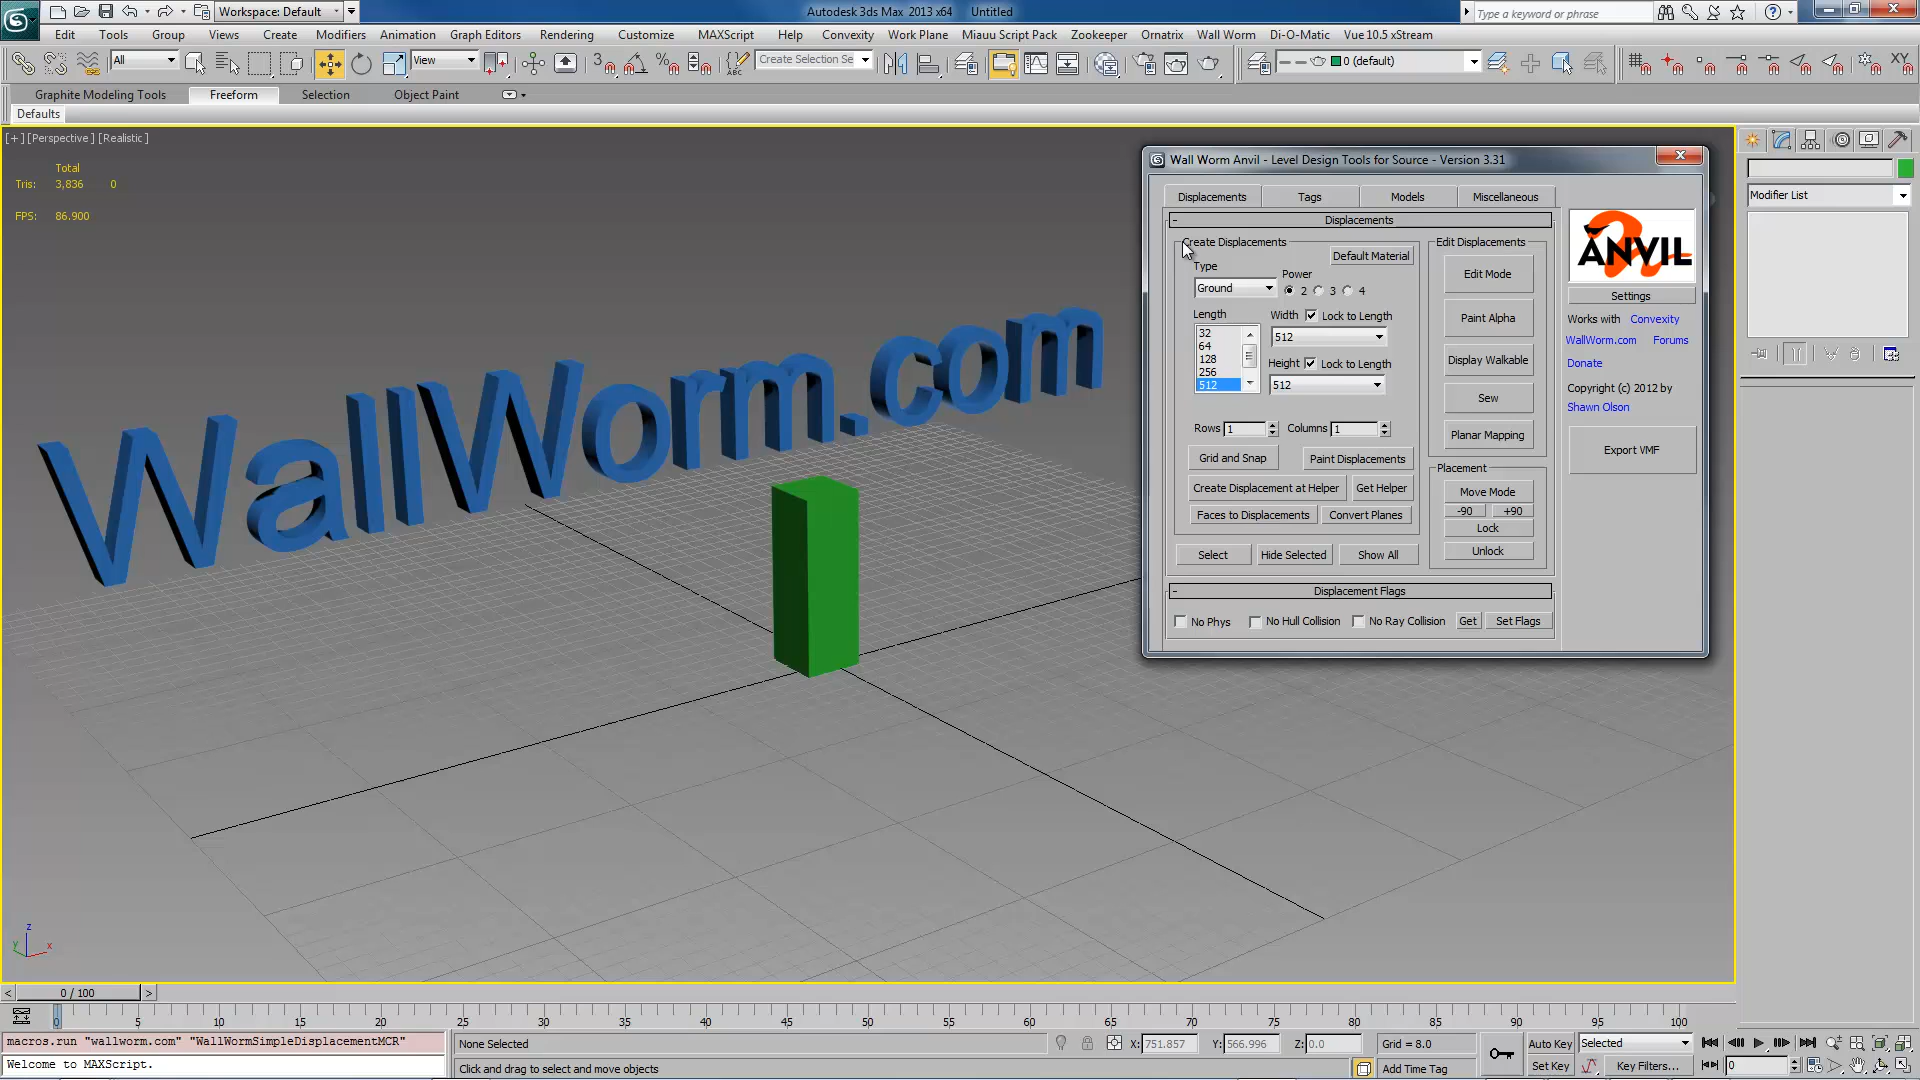 Workspace: Default
Autodesk 3ds Max 2013 x64 Untitled
Type a keyword or phrase
Edit Tools Group Views Create Modifiers Animation Graph Editors Rendering Customize MAXScript Help Convexity Work Plane Miauu Script Pack Zookeeper Ornatrix Wall Worm Di-O-Matic Vue 10.5 xStream
All View Create Selection Se 0 (default)
Graphite Modeling Tools Freeform Selection Object Paint
Defaults
[+] [Perspective] [Realistic]
Total
Tris: 3,836 0
FPS: 86.900
WallWorm.com
Wall Worm Anvil - Level Design Tools for Source - Version 3.31
Displacements Tags Models Miscellaneous
- Displacements
Create Displacements
Default Material
Type
Ground
Power
2 3 4
Length
32
64
128
256
512
Width Lock to Length
512
Height Lock to Length
512
Rows 1 Columns 1
Grid and Snap Paint Displacements
Create Displacement at Helper Get Helper
Faces to Displacements Convert Planes
Select Hide Selected Show All
Edit Displacements
Edit Mode
Paint Alpha
Display Walkable
Sew
Planar Mapping
Placement
Move Mode
-90 +90
Lock
Unlock
- Displacement Flags
No Phys No Hull Collision No Ray Collision Get Set Flags
ANVIL
Settings
Works with Convexity
WallWorm.com Forums
Donate
Copyright (c) 2012 by
Shawn Olson
Export VMF
Modifier List
z
y x
< 0 / 100 >
0 5 10 15 20 25 30 35 40 45 50 55 60 65 70 75 80 85 90 95 100
macros.run "wallworm.com" "WallWormSimpleDisplacementMCR"
Welcome to MAXScript.
None Selected
X: 751.857 Y: 566.996 Z: 0.0 Grid = 8.0
Click and drag to select and move objects
Add Time Tag
Auto Key Selected
Set Key Key Filters...
0